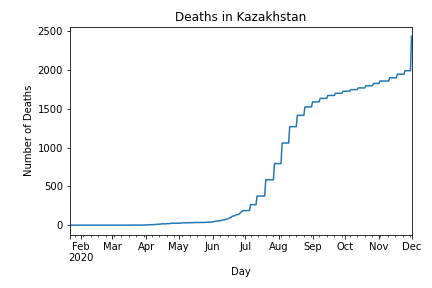 Deaths in Kazakhstan
2500
2000
1500
1000
500
0
Number of Deaths
Feb Mar Apr May Jun Jul Aug Sep Oct Nov Dec
2020
Day